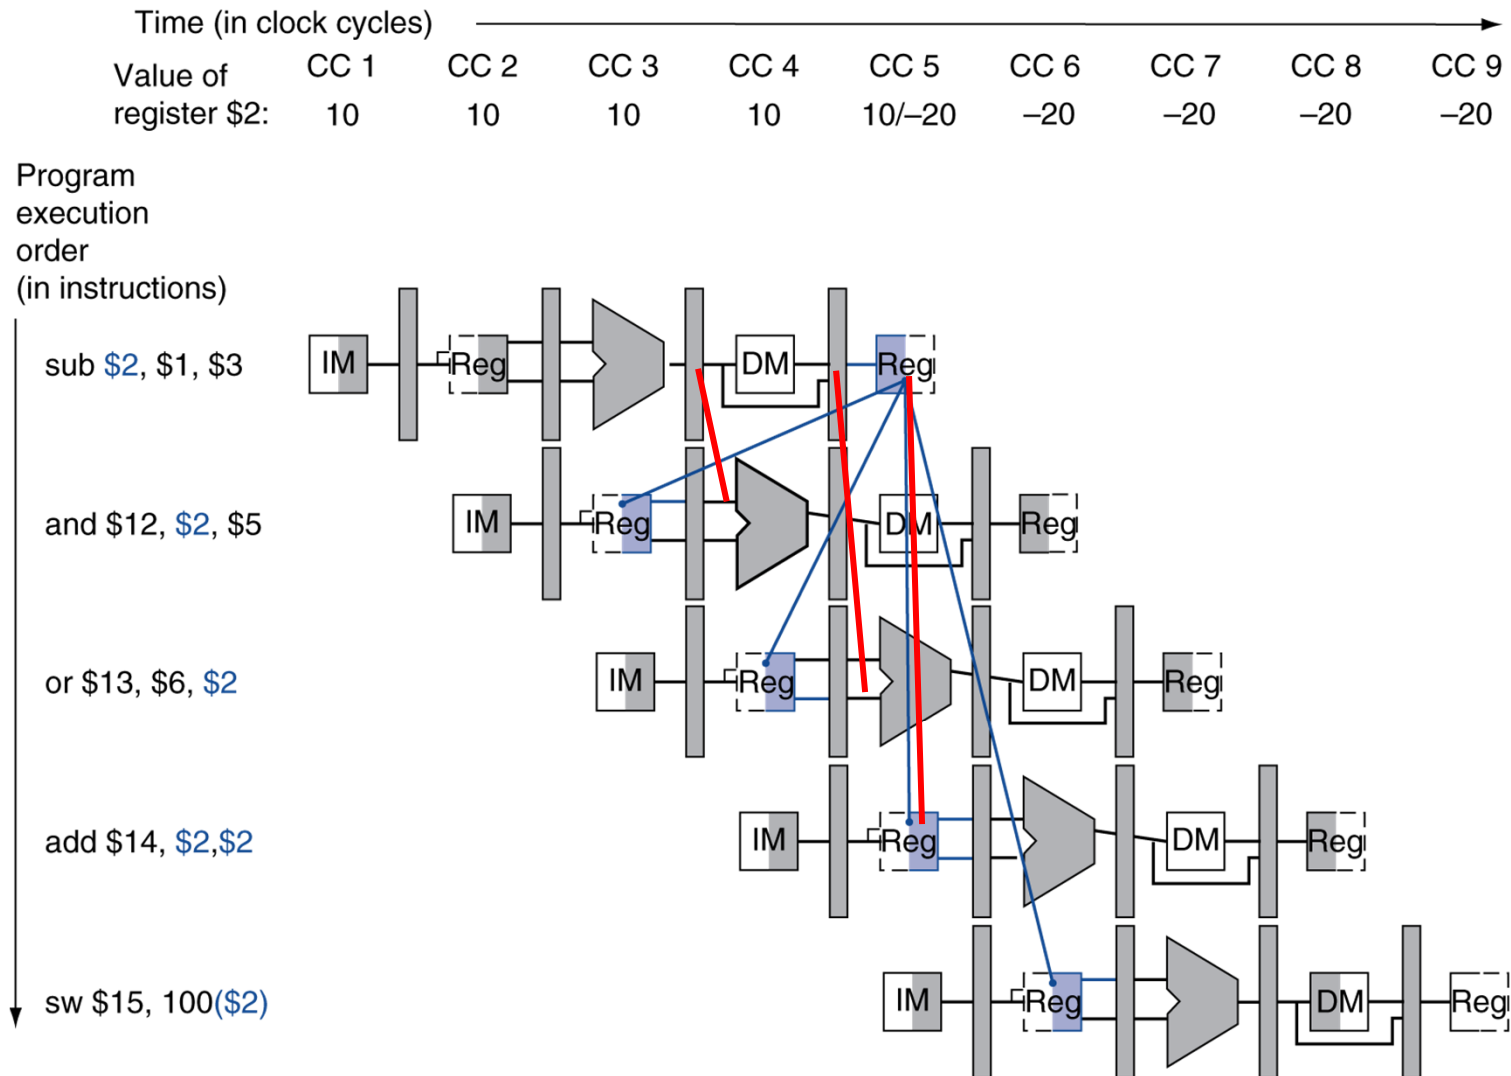 Time (in clock cycles)
Value of register $2:
CC 1 CC 2 CC 3 CC 4 CC 5 CC 6 CC 7 CC 8 CC 9
10 10 10 10 10/–20 –20 –20 –20 –20
Program
execution
order
(in instructions)
sub $2, $1, $3
IM Reg DM Reg
and $12, $2, $5
IM Reg DM Reg
or $13, $6, $2
IM Reg DM Reg
add $14, $2,$2
IM Reg DM Reg
sw $15, 100($2)
IM Reg DM Reg